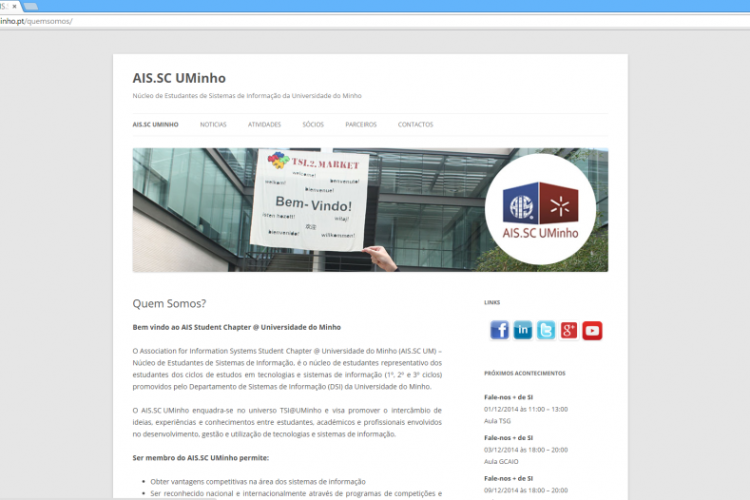 inho.pt/quemsomos/
AIS.SC UMinho
Núcleo de Estudantes de Sistemas de Informação da Universidade do Minho
AIS.SC UMINHO NOTICIAS ATIVIDADES SÓCIOS PARCEIROS CONTACTOS
TSI.2.MARKET
welcome!
benvenuto!
bienvenue!
Bem-Vindo!
欢迎
bienvenido!
willkommen!
AIS
AIS.SC UMinho
Quem Somos?
Bem vindo ao AIS Student Chapter @ Universidade do Minho
O Association for Information Systems Student Chapter @ Universidade do Minho (AIS.SC UM) –
Núcleo de Estudantes de Sistemas de Informação, é o núcleo de estudantes representativo dos
estudantes dos ciclos de estudos em tecnologias e sistemas de informação (1º, 2º e 3º ciclos)
promovidos pelo Departamento de Sistemas de Informação (DSI) da Universidade do Minho.
O AIS.SC UMinho enquadra-se no universo TSI@UMinho e visa promover o intercâmbio de
ideias, experiências e conhecimentos entre estudantes, académicos e profissionais envolvidos
no desenvolvimento, gestão e utilização de tecnologias e sistemas de informação.
Ser membro do AIS.SC UMinho permite:
Obter vantagens competitivas na área dos sistemas de informação
Ser reconhecido nacional e internacionalmente através de programas de competições e
LINKS
f in t g+
PRÓXIMOS ACONTECIMENTOS
Fale-nos + de SI
01/12/2014 às 11:00 – 13:00
Aula TSG
Fale-nos + de SI
03/12/2014 às 18:00 – 20:00
Aula GCAIO
Fale-nos + de SI
09/12/2014 às 18:00 – 20:00